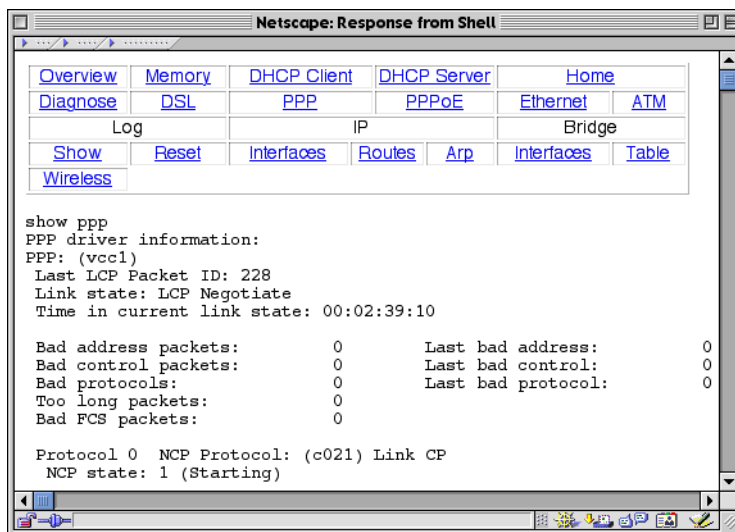 Netscape: Response from Shell
Overview Memory DHCP Client DHCP Server Home
Diagnose DSL PPP PPPoE Ethernet ATM
Log IP Bridge
Show Reset Interfaces Routes Arp Interfaces Table
Wireless
show ppp
PPP driver information:
PPP: (vcc1)
Last LCP Packet ID: 228
Link state: LCP Negotiate
Time in current link state: 00:02:39:10
Bad address packets: 0 Last bad address: 0
Bad control packets: 0 Last bad control: 0
Bad protocols: 0 Last bad protocol: 0
Too long packets: 0
Bad FCS packets: 0
Protocol 0 NCP Protocol: (c021) Link CP
NCP state: 1 (Starting)